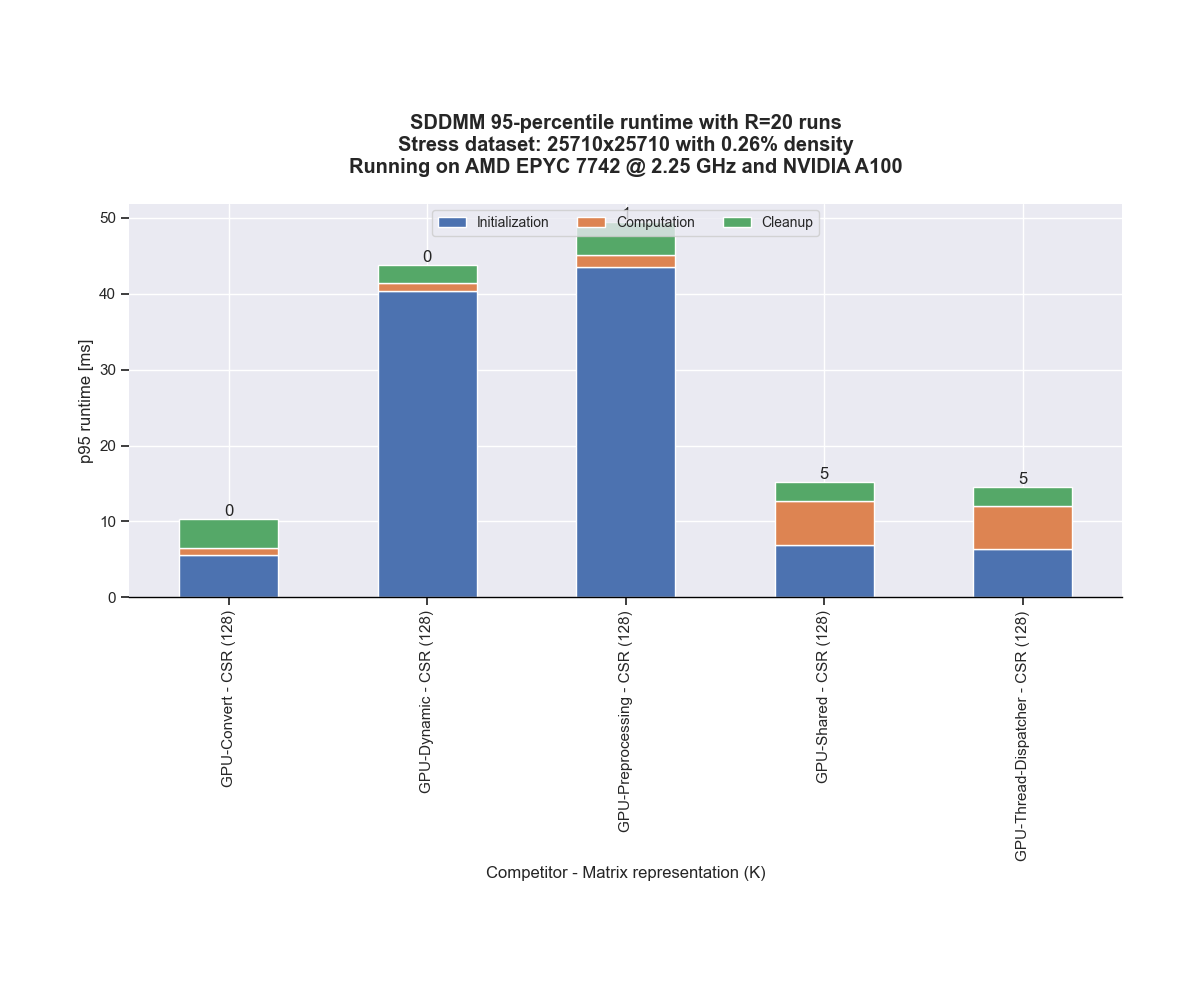 SDDMM 95-percentile runtime with R=20 runs
Stress dataset: 25710x25710 with 0.26% density
Running on AMD EPYC 7742 @ 2.25 GHz and NVIDIA A100
Initialization
Computation
Cleanup
p95 runtime [ms]
50
40
30
20
10
0
0
0
1
5
5
GPU-Convert - CSR (128)
GPU-Dynamic - CSR (128)
GPU-Preprocessing - CSR (128)
GPU-Shared - CSR (128)
GPU-Thread-Dispatcher - CSR (128)
Competitor - Matrix representation (K)